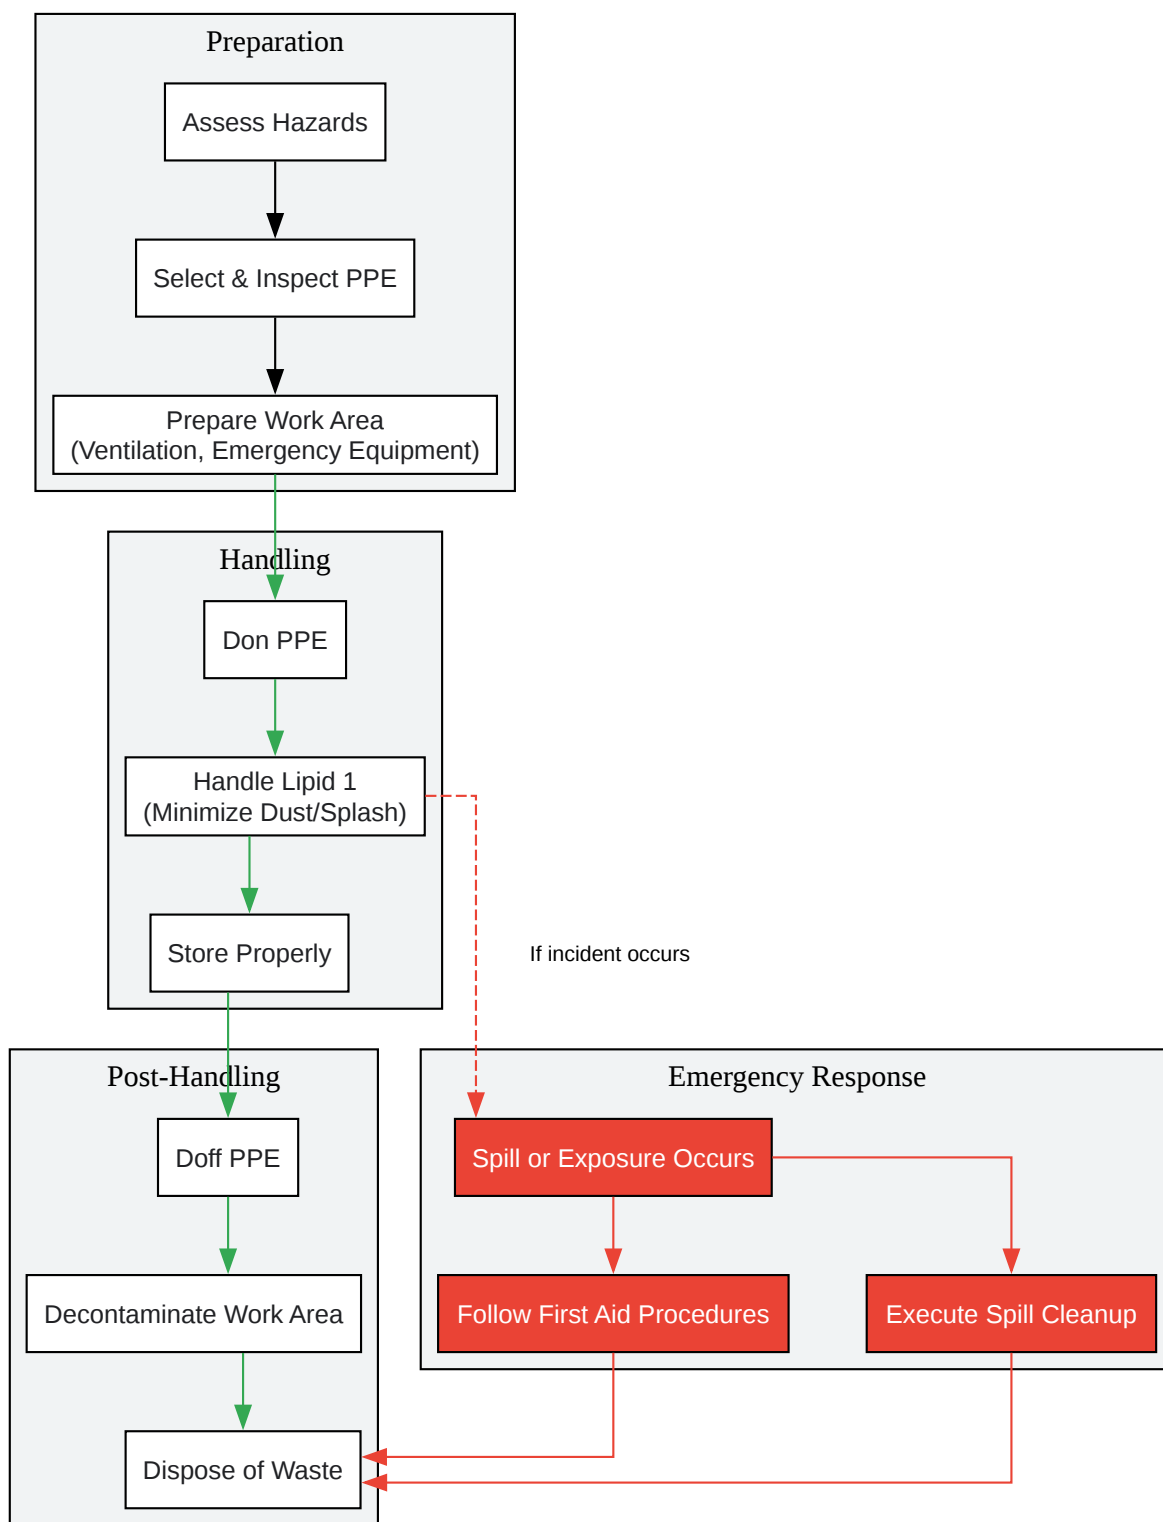 Preparation
Assess Hazards
Select & Inspect PPE
Prepare Work Area
(Ventilation, Emergency Equipment)
Handling
Don PPE
Handle Lipid 1
(Minimize Dust/Splash)
Store Properly
If incident occurs
Post-Handling
Doff PPE
Decontaminate Work Area
Dispose of Waste
Emergency Response
Spill or Exposure Occurs
Follow First Aid Procedures
Execute Spill Cleanup